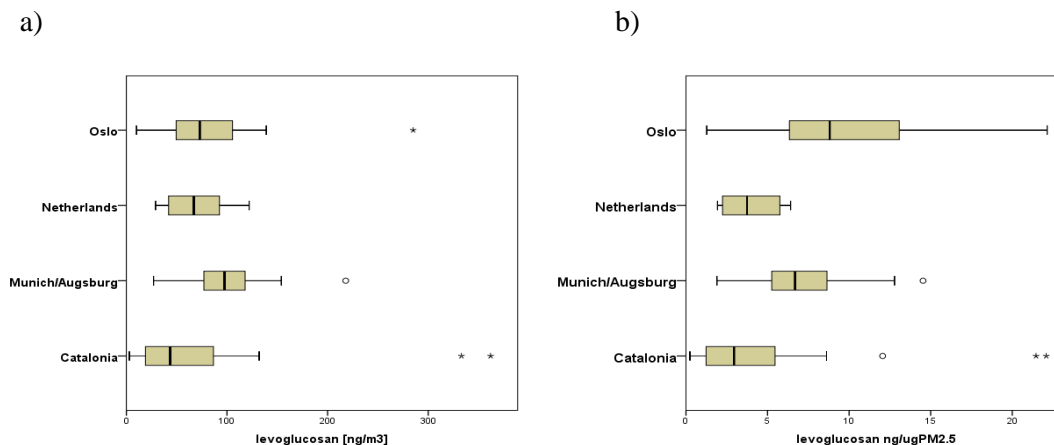 a)
b)
Oslo
Netherlands
Munich/Augsburg
Catalonia
0 100 200 300
levoglucosan [ng/m3]
Oslo
Netherlands
Munich/Augsburg
Catalonia
0 5 10 15 20
levoglucosan ng/ugPM2.5